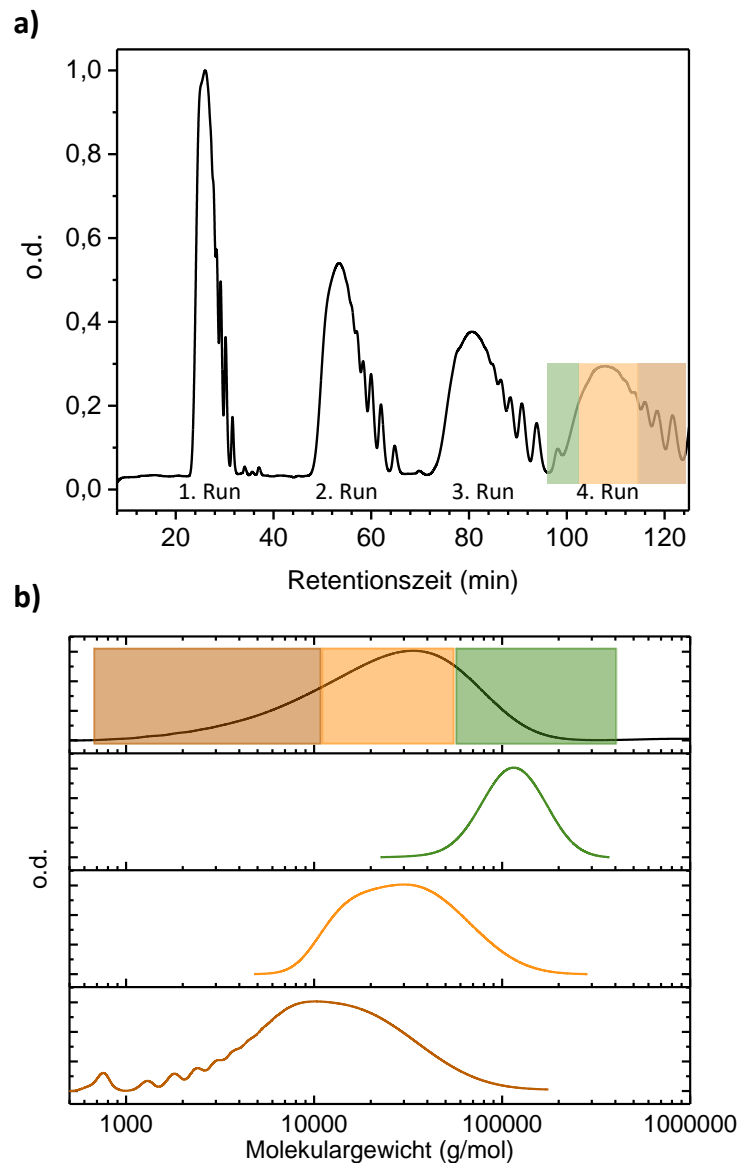 a)
1,0
0,8
0,6
0,4
0,2
0,0
o.d.
1. Run
2. Run
3. Run
4. Run
20
40
60
80
100
120
Retentionszeit (min)
b)
o.d.
1000
10000
100000
1000000
Molekulargewicht (g/mol)